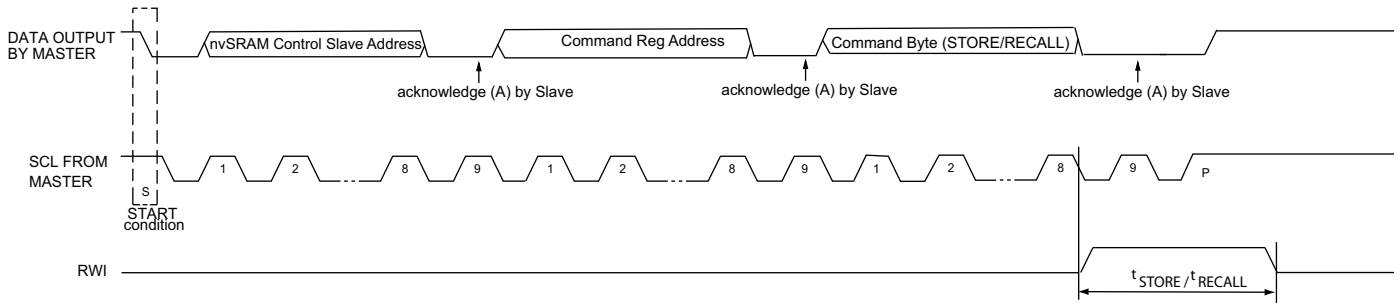 DATA OUTPUT
BY MASTER
nvSRAM Control Slave Address
Command Reg Address
Command Byte (STORE/RECALL)
acknowledge (A) by Slave
acknowledge (A) by Slave
acknowledge (A) by Slave
SCL FROM
MASTER
1 2 8 9 1 2 8 9 1 2 8 9 P
S
START
condition
RWI
tSTORE/tRECALL